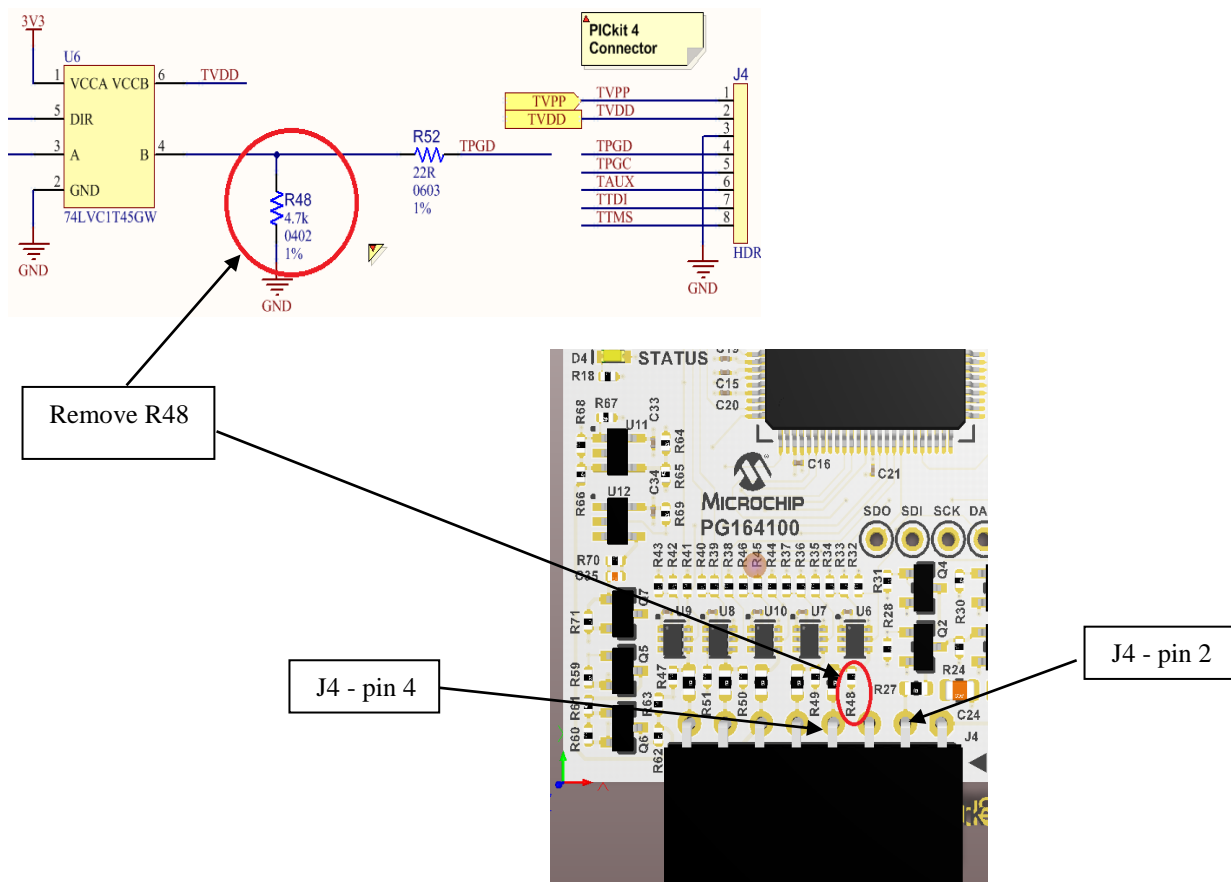 3V3
PICkit 4
Connector
U6
J4
1 VCCA VCCB 6 TVDD
TVPP TVPP 1
TVDD TVDD 2
5 DIR
3
R52
3 A B 4 TPGD
TPGD 4
TPGC 5
22R
0603
1%
2 GND
TAUX 6
R48
4.7k
0402
1%
TTDI 7
TTMS 8
74LVC1T45GW
HDR
GND
GND
GND
Remove R48
D4 STATUS
C19
R18
C15
C20
R67
R68
C33
U11
R64
R65
C16
C21
R66
C34
U12
R69
MICROCHIP
PG164100
SDO SDI SCK DA
R70
C35
R43 R42 R41 R40 R39 R38 R46 R45 R44 R37 R36 R35 R34 R33 R32
R31
Q4
Q7
R71
U9 U8 U10 U7 U6
R28
R30
Q2
R59
Q5
R47
R51
R50
R49
R48
R27
R24
C24
R61
R63
R60
Q6
R62
J4
J4 - pin 4
J4 - pin 2